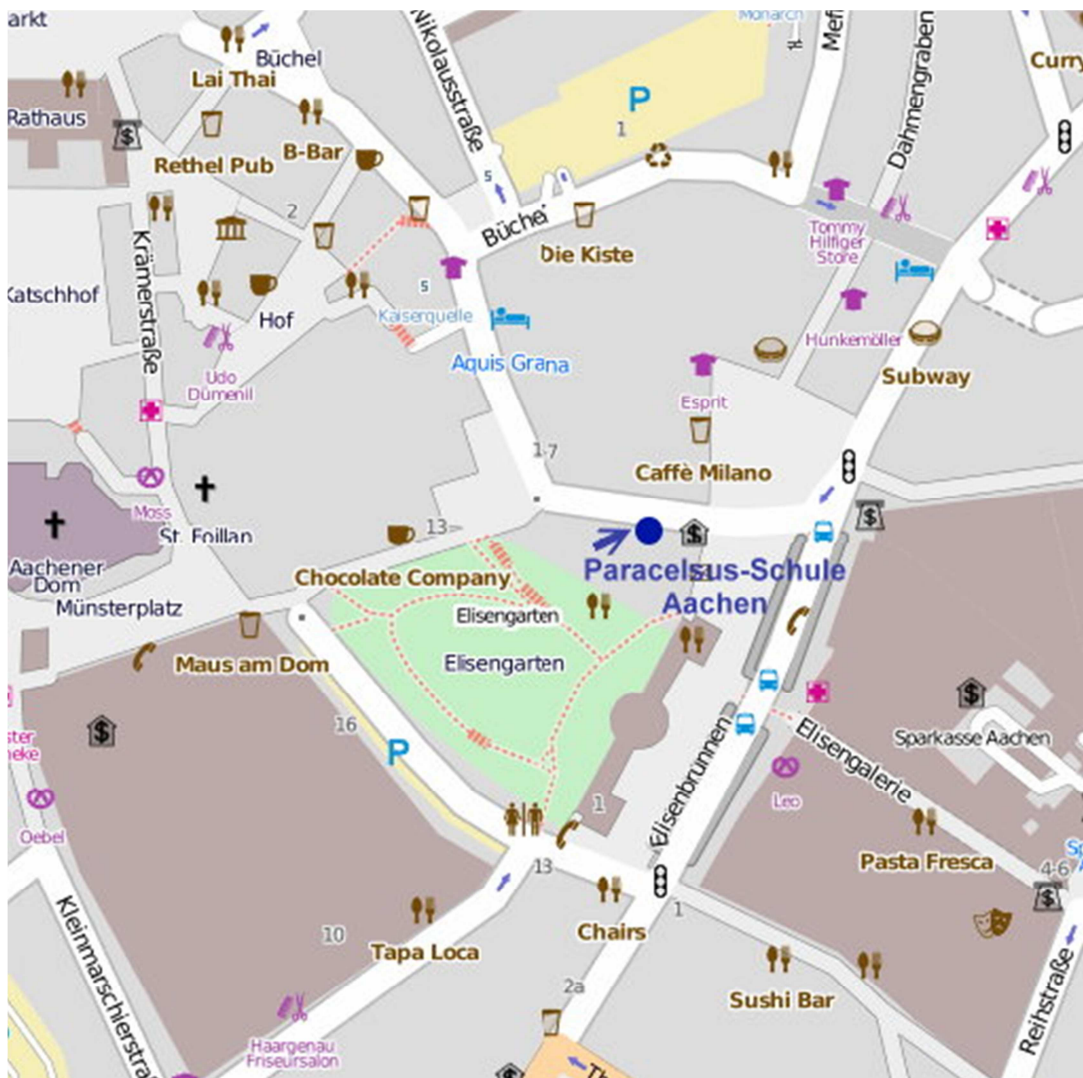 arkt
Monarch
Büchel
Lai Thai
Nikolausstraße
Dahmengraben
Curry
Rathaus
P
1
B-Bar
Rethel Pub
$
5
2
Büchel
Die Kiste
Tommy
Hilfiger
Store
Krämerstraße
Katschhof
5
Kaiserquelle
Hof
Hunkemöller
Aquis Grana
Udo
Dümenil
Subway
Esprit
1-7
Caffè Milano
Moss
St. Foillan
13
$
$
Aachener
Dom
Paracelsus-Schule
Aachen
Chocolate Company
Münsterplatz
Elisengarten
Elisengarten
Maus am Dom
$
$
16
P
Elisenbrunnen
Elisengalerie
Sparkasse Aachen
Leo
1
Oebel
Pasta Fresca
4-6
13
$
1
10
Tapa Loca
Chairs
Kleinmarschierstra
2a
Sushi Bar
Reihstraße
Haargenau
Friseursalon
$
Th